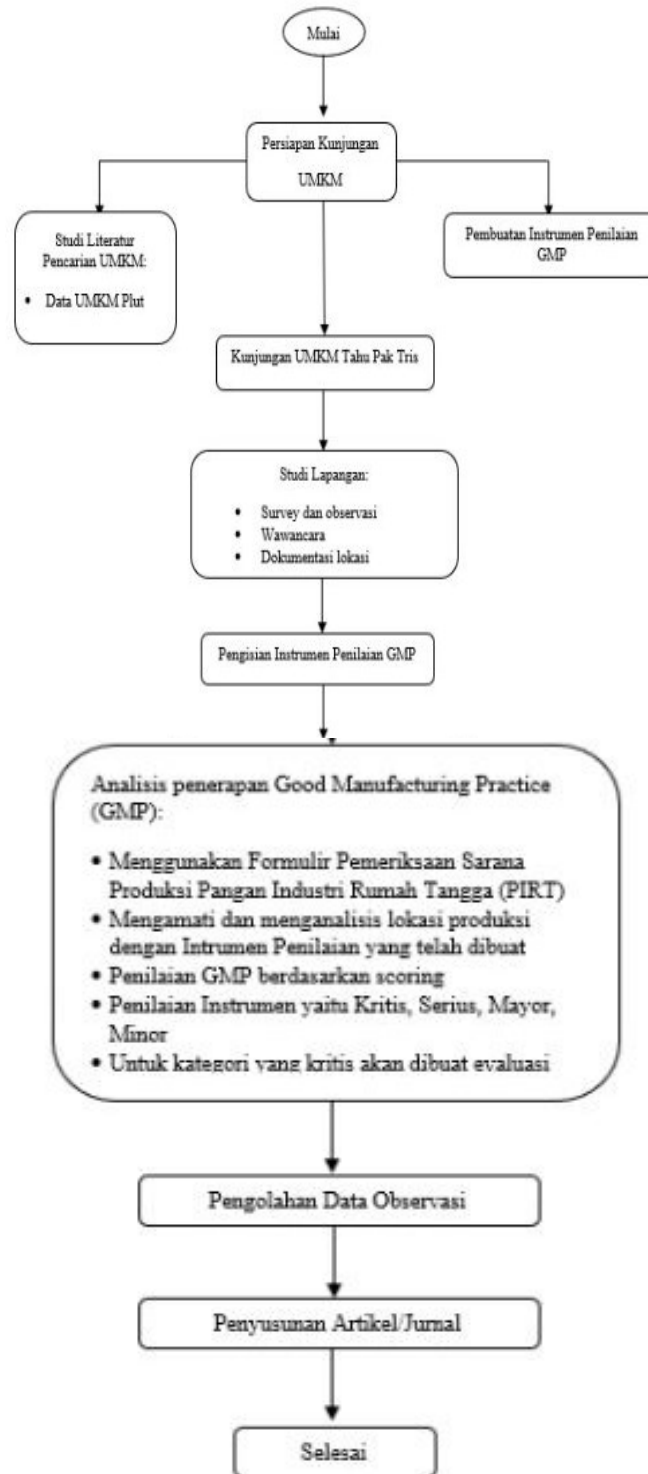 Mulai
Persiapan Kunjungan
UMKM
Studi Literatur
Pencarian UMKM:
• Data UMKM Plut
Pembuatan Instrumen Penilaian
GMP
Kunjungan UMKM Tahu Pak Tris
Studi Lapangan:
• Survey dan observasi
• Wawancara
• Dokumentasi lokasi
Pengisian Instrumen Penilaian GMP
Analisis penerapan Good Manufacturing Practice
(GMP):
• Menggunakan Formulir Pemeriksaan Sarana
Produksi Pangan Industri Rumah Tangga (PIRT)
• Mengamati dan menganalisis lokasi produksi
dengan Intrumen Penilaian yang telah dibuat
• Penilaian GMP berdasarkan scoring
• Penilaian Instrumen yaitu Kritis, Serius, Mayor,
Minor
• Untuk kategori yang kritis akan dibuat evaluasi
Pengolahan Data Observasi
Penyusunan Artikel/Jurnal
Selesai